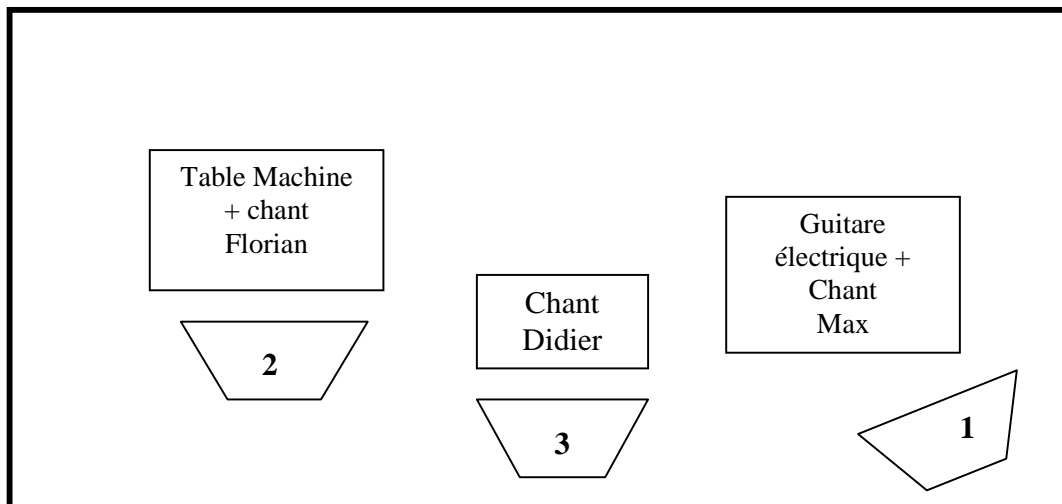 Table Machine
+ chant
Florian
2
Chant
Didier
3
Guitare
électrique +
Chant
Max
1